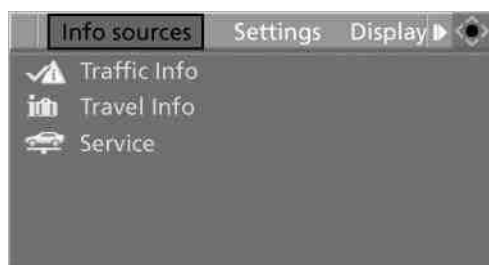 Info sources Settings Display
Traffic Info
Travel Info
Service